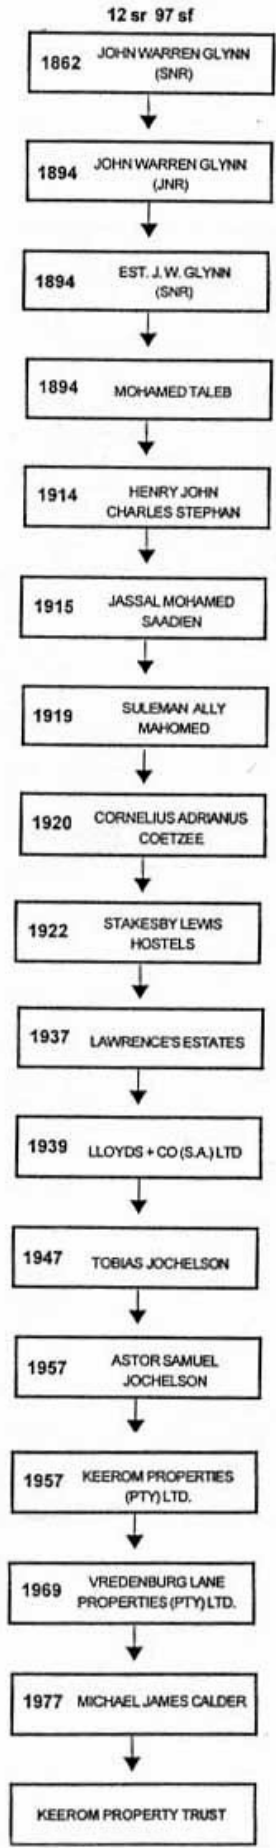 12 sr 97 sf
1862 JOHN WARREN GLYNN
(SNR)
1894 JOHN WARREN GLYNN
(JNR)
1894 EST. J. W. GLYNN
(SNR)
1894 MOHAMED TALEB
1914 HENRY JOHN
CHARLES STEPHAN
1915 JASSAL MOHAMED
SAADIEN
1919 SULEMAN ALLY
MAHOMED
1920 CORNELIUS ADRIANUS
COETZEE
1922 STAKESBY LEWIS
HOSTELS
1937 LAWRENCE'S ESTATES
1939 LLOYDS + CO (S.A.) LTD
1947 TOBIAS JOCHELSON
1957 ASTOR SAMUEL
JOCHELSON
1957 KEEROM PROPERTIES
(PTY) LTD.
1969 VREDENBURG LANE
PROPERTIES (PTY) LTD.
1977 MICHAEL JAMES CALDER
KEEROM PROPERTY TRUST